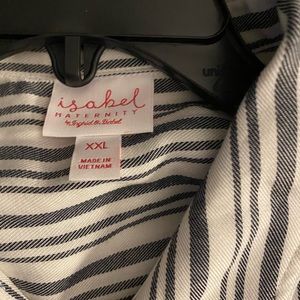 isabel
MATERNITY
by Ingrid & Isabel
XXL
MADE IN
VIETNAM